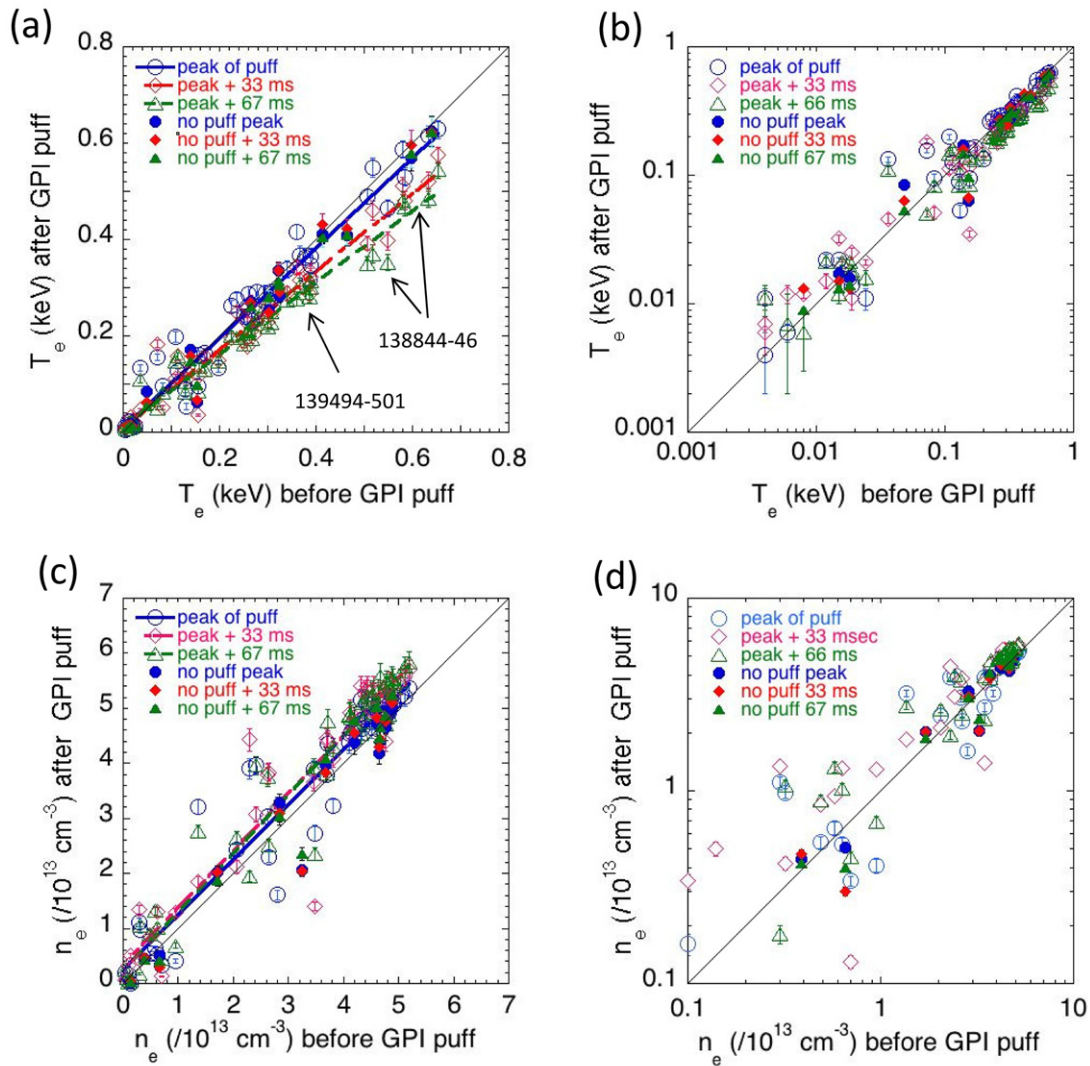 (a)
0.8
0.6
0.4
0.2
0
T_e (keV) after GPI puff
peak of puff
peak + 33 ms
peak + 67 ms
no puff peak
no puff + 33 ms
no puff + 67 ms
138844-46
139494-501
0 0.2 0.4 0.6 0.8
T_e (keV) before GPI puff
(b)
1
0.1
0.01
0.001
T_e (keV) after GPI puff
peak of puff
peak + 33 ms
peak + 66 ms
no puff peak
no puff 33 ms
no puff 67 ms
0.001 0.01 0.1 1
T_e (keV) before GPI puff
(c)
7
6
5
4
3
2
1
0
n_e (/10^13 cm^-3) after GPI puff
peak of puff
peak + 33 ms
peak + 67 ms
no puff peak
no puff + 33 ms
no puff + 67 ms
0 1 2 3 4 5 6 7
n_e (/10^13 cm^-3) before GPI puff
(d)
10
1
0.1
n_e (/10^13 cm^-3) after GPI puff
peak of puff
peak + 33 msec
peak + 66 ms
no puff peak
no puff 33 ms
no puff 67 ms
0.1 1 10
n_e (/10^13 cm^-3) before GPI puff